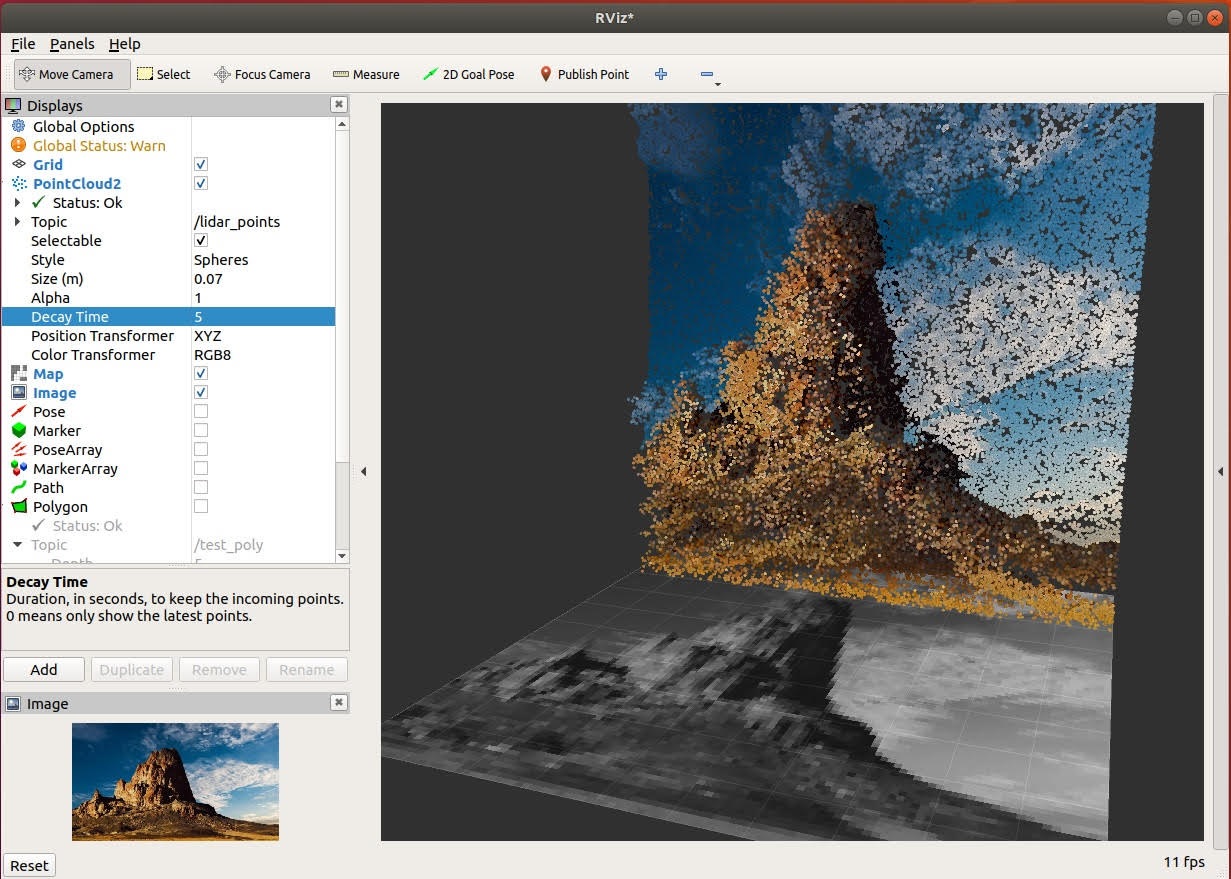 RViz*
File Panels Help
Move Camera Select Focus Camera Measure 2D Goal Pose Publish Point
Displays
Global Options
Global Status: Warn
Grid
PointCloud2
Status: Ok
Topic /lidar_points
Selectable
Style Spheres
Size (m) 0.07
Alpha 1
Decay Time 5
Position Transformer XYZ
Color Transformer RGB8
Map
Image
Pose
Marker
PoseArray
MarkerArray
Path
Polygon
Status: Ok
Topic /test_poly
Depth 5
Decay Time
Duration, in seconds, to keep the incoming points.
0 means only show the latest points.
Add Duplicate Remove Rename
Image
Reset
11 fps